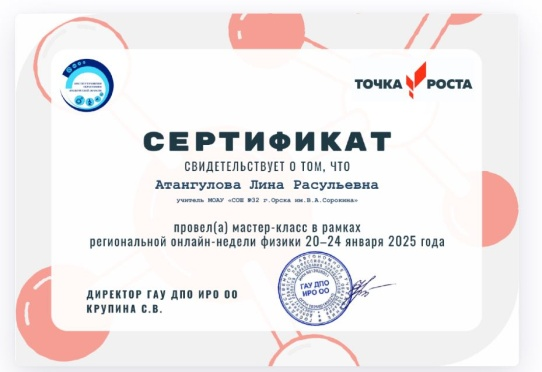 ТОЧКА РОСТА
СЕРТИФИКАТ
СВИДЕТЕЛЬСТВУЕТ О ТОМ, ЧТО
Атангулова Лина Расульевна
учитель МОАУ «СОШ №32 г.Орска им.В.А.Сорокина»
провел(а) мастер-класс в рамках
региональной онлайн-недели физики 20–24 января 2025 года
ГАУ ДПО
ИРО ОО
ДИРЕКТОР ГАУ ДПО ИРО ОО
КРУПИНА С.В.